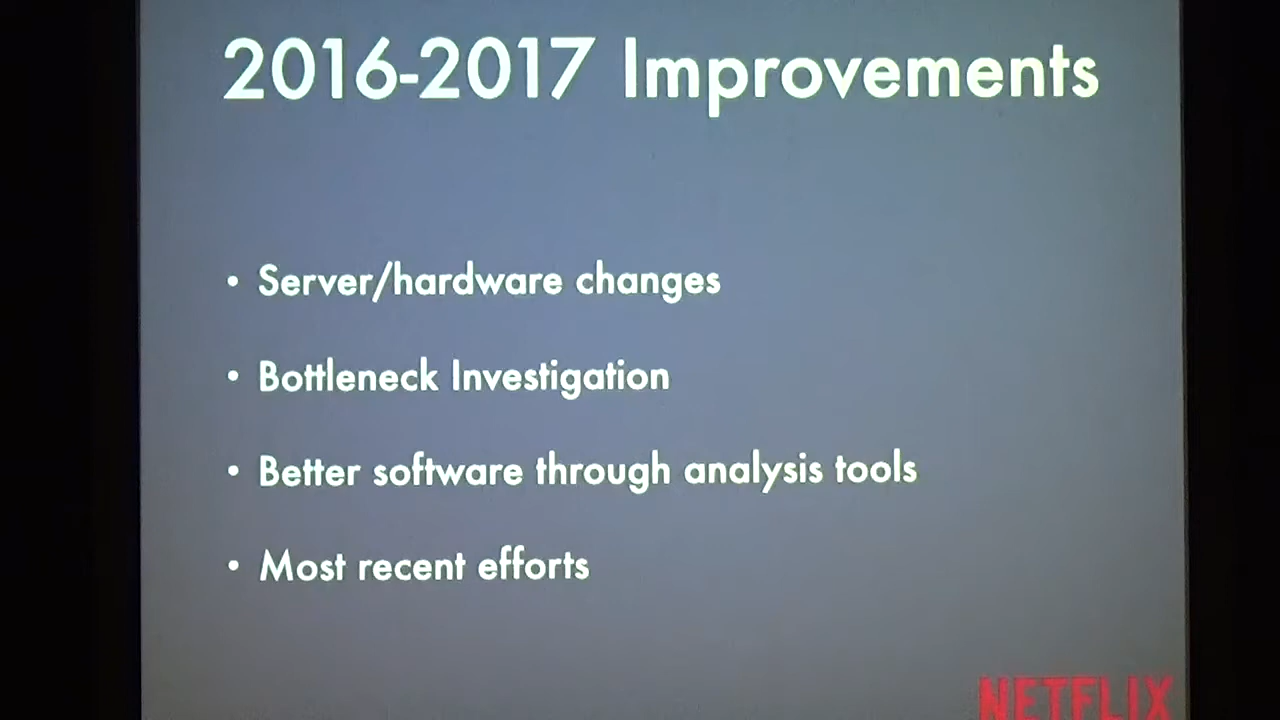 2016-2017 Improvements
• Server/hardware changes
• Bottleneck Investigation
• Better software through analysis tools
• Most recent efforts
NETFLIX